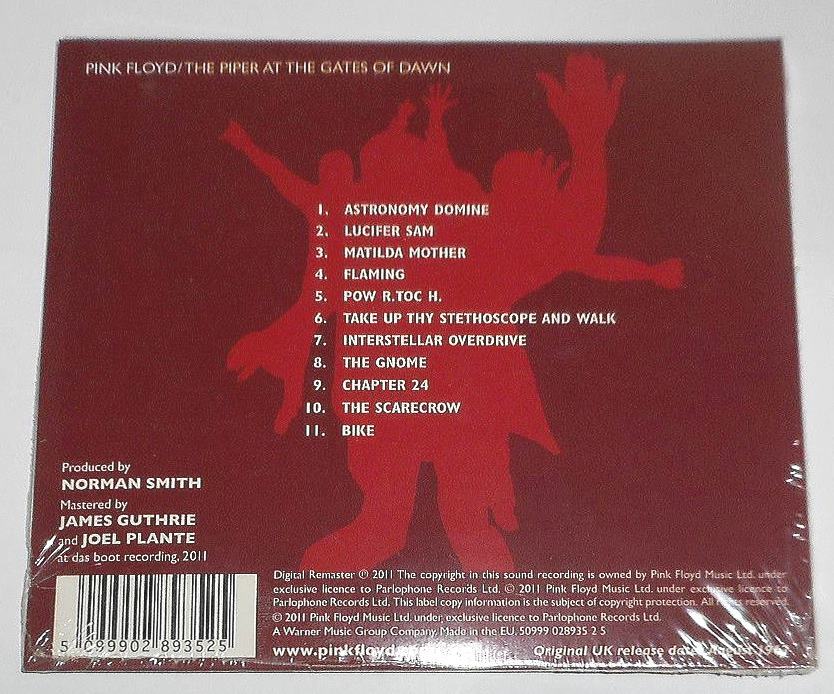 PINK FLOYD/THE PIPER AT THE GATES OF DAWN
1. ASTRONOMY DOMINE
2. LUCIFER SAM
3. MATILDA MOTHER
4. FLAMING
5. POW R.TOC H.
6. TAKE UP THY STETHOSCOPE AND WALK
7. INTERSTELLAR OVERDRIVE
8. THE GNOME
9. CHAPTER 24
10. THE SCARECROW
11. BIKE
Produced by
NORMAN SMITH
Mastered by
JAMES GUTHRIE
and JOEL PLANTE
at das boot recording, 2011
Digital Remaster ℗ 2011 The copyright in this sound recording is owned by Pink Floyd Music Ltd. under
exclusive licence to Parlophone Records Ltd. © 2011 Pink Floyd Music Ltd. under exclusive licence to
Parlophone Records Ltd. This label copy information is the subject of copyright protection. All rights reserved.
© 2011 Pink Floyd Music Ltd. under exclusive licence to Parlophone Records Ltd.
A Warner Music Group Company. Made in the EU. 50999 028935 2 5
5 099902 893525
www.pinkfloyd
Original UK release date: August 1967